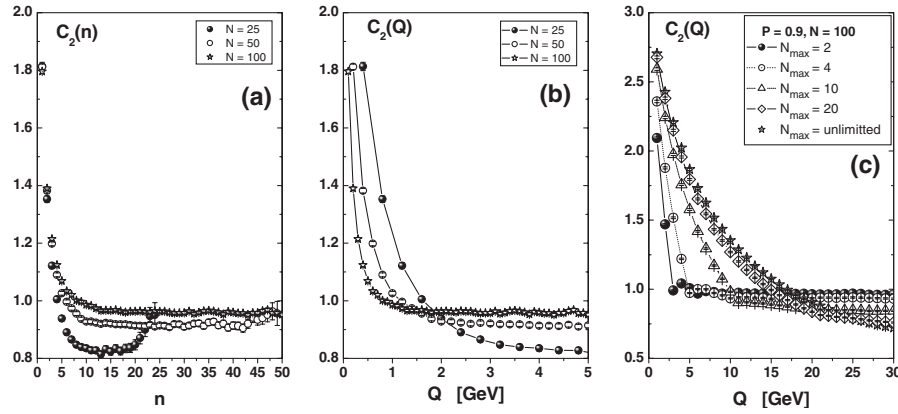 C2(n)
N = 25
N = 50
N = 100
(a)
2.0
1.8
1.6
1.4
1.2
1.0
0.8
0 5 10 15 20 25 30 35 40 45 50
n
C2(Q)
N = 25
N = 50
N = 100
(b)
2.0
1.8
1.6
1.4
1.2
1.0
0.8
0 1 2 3 4 5
Q [GeV]
C2(Q)
P = 0.9, N = 100
Nmax = 2
Nmax = 4
Nmax = 10
Nmax = 20
Nmax = unlimitted
(c)
3.0
2.5
2.0
1.5
1.0
0.5
0 5 10 15 20 25 30
Q [GeV]